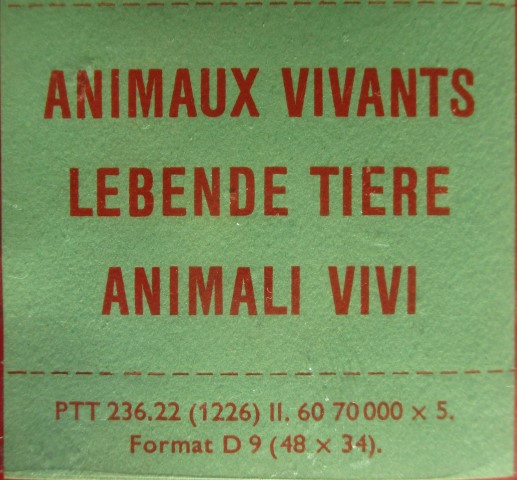 ANIMAUX VIVANTS
LEBENDE TIERE
ANIMALI VIVI
PTT 236.22 (1226) II. 60 70 000 × 5.
Format D 9 (48 × 34).